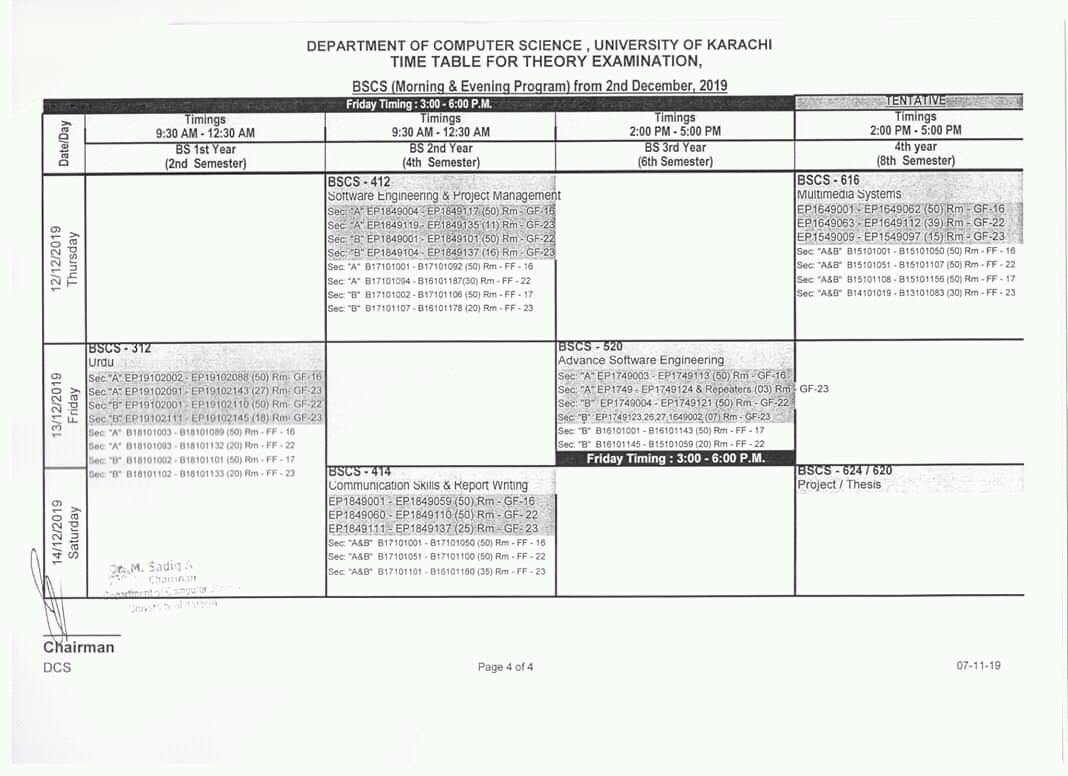 DEPARTMENT OF COMPUTER SCIENCE , UNIVERSITY OF KARACHI
TIME TABLE FOR THEORY EXAMINATION,
BSCS (Morning & Evening Program) from 2nd December, 2019
Friday Timing : 3:00 - 6:00 P.M.
TENTATIVE
Date/Day
Timings
9:30 AM - 12:30 AM
Timings
9:30 AM - 12:30 AM
Timings
2:00 PM - 5:00 PM
Timings
2:00 PM - 5:00 PM
BS 1st Year
(2nd Semester)
BS 2nd Year
(4th Semester)
BS 3rd Year
(6th Semester)
4th year
(8th Semester)
12/12/2019
Thursday
BSCS - 412
Software Engineering & Project Management
Sec: "A" EP1849004 - EP1849117 (50) Rm - GF-16
Sec: "A" EP1849119 - EP1849135 (11) Rm - GF-23
Sec: "B" EP1849001 - EP1849101 (50) Rm - GF-22
Sec: "B" EP1849104 - EP1849137 (16) Rm - GF-23
Sec: "A" B17101001 - B17101092 (50) Rm - FF - 16
Sec: "A" B17101094 - B16101187(30) Rm - FF - 22
Sec: "B" B17101002 - B17101106 (50) Rm - FF - 17
Sec: "B" B17101107 - B16101178 (20) Rm - FF - 23
BSCS - 616
Multimedia Systems
EP1649001 - EP1649062 (50) Rm - GF-16
EP1649063 - EP1649112 (39) Rm - GF-22
EP1549009 - EP1549097 (15) Rm - GF-23
Sec: "A&B" B15101001 - B15101050 (50) Rm - FF - 16
Sec: "A&B" B15101051 - B15101107 (50) Rm - FF - 22
Sec: "A&B" B15101108 - B15101156 (50) Rm - FF - 17
Sec: "A&B" B14101019 - B13101083 (30) Rm - FF - 23
13/12/2019
Friday
BSCS - 312
Urdu
Sec:"A" EP19102002 - EP19102088 (50) Rm- GF-16
Sec:"A" EP19102091 - EP19102143 (27) Rm- GF-23
Sec:"B" EP19102001 - EP19102110 (50) Rm- GF-22
Sec:"B" EP19102111 - EP19102145 (18) Rm- GF-23
Sec: "A" B18101003 - B18101089 (50) Rm - FF - 16
Sec: "A" B18101093 - B18101132 (20) Rm - FF - 22
Sec: "B" B18101002 - B18101101 (50) Rm - FF - 17
Sec: "B" B18101102 - B18101133 (20) Rm - FF - 23
BSCS - 520
Advance Software Engineering
Sec: "A" EP1749003 - EP1749113 (50) Rm - GF-16
Sec: "A" EP1749 - EP1749124 & Repeaters (03) Rm - GF-23
Sec: "B" EP1749004 - EP1749121 (50) Rm - GF-22
Sec: "B" EP1749123,26,27,1649002 (07) Rm - GF-23
Sec: "B" B16101001 - B16101143 (50) Rm - FF - 17
Sec: "B" B16101145 - B15101059 (20) Rm - FF - 22
Friday Timing : 3:00 - 6:00 P.M.
14/12/2019
Saturday
BSCS - 414
Communication Skills & Report Writing
EP1849001 - EP1849059 (50) Rm - GF-16
EP1849060 - EP1849110 (50) Rm - GF- 22
EP1849111 - EP1849137 (25) Rm - GF- 23
Sec: "A&B" B17101001 - B17101050 (50) Rm - FF - 16
Sec: "A&B" B17101051 - B17101100 (50) Rm - FF - 22
Sec: "A&B" B17101101 - B16101180 (35) Rm - FF - 23
BSCS - 624 / 620
Project / Thesis
Dr. M. Sadiq A
Chairman
Department of Computer
University of Karachi
Chairman
DCS
Page 4 of 4
07-11-19